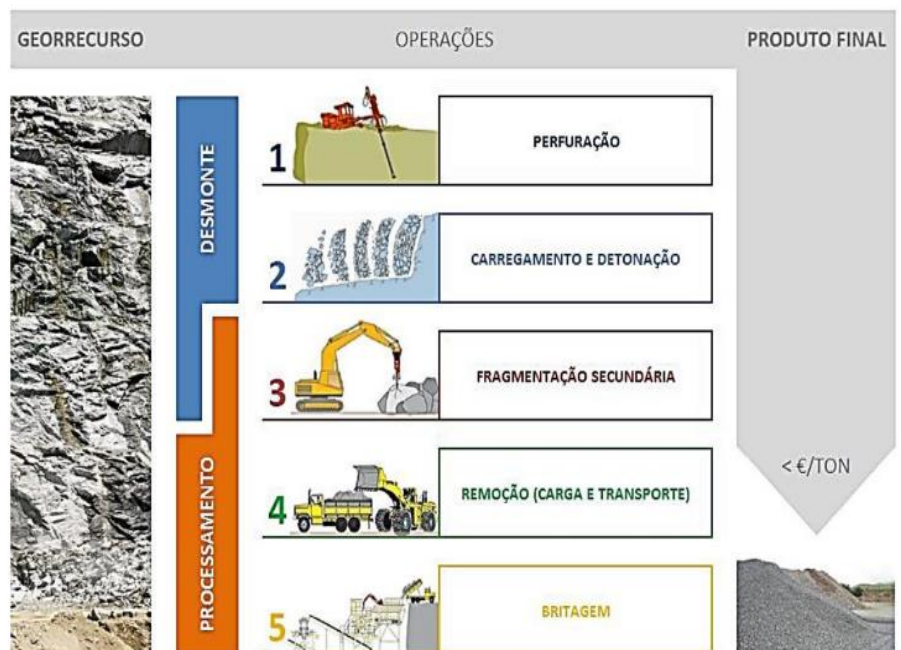 GEORRECURSO
OPERAÇÕES
PRODUTO FINAL
DESMONTE
1
PERFURAÇÃO
2
CARREGAMENTO E DETONAÇÃO
3
FRAGMENTAÇÃO SECUNDÁRIA
PROCESSAMENTO
4
REMOÇÃO (CARGA E TRANSPORTE)
5
BRITAGEM
< €/TON